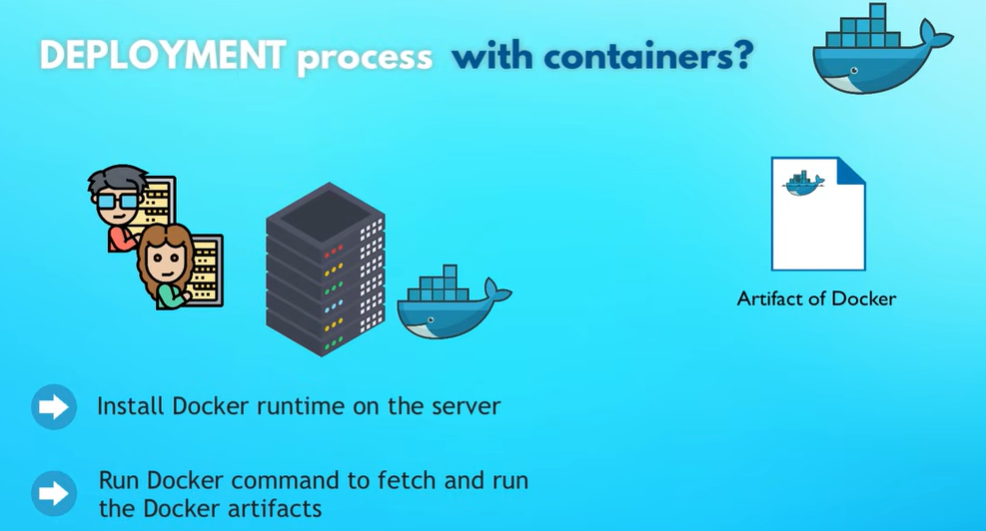 DEPLOYMENT process with containers?
Artifact of Docker
Install Docker runtime on the server
Run Docker command to fetch and run
the Docker artifacts